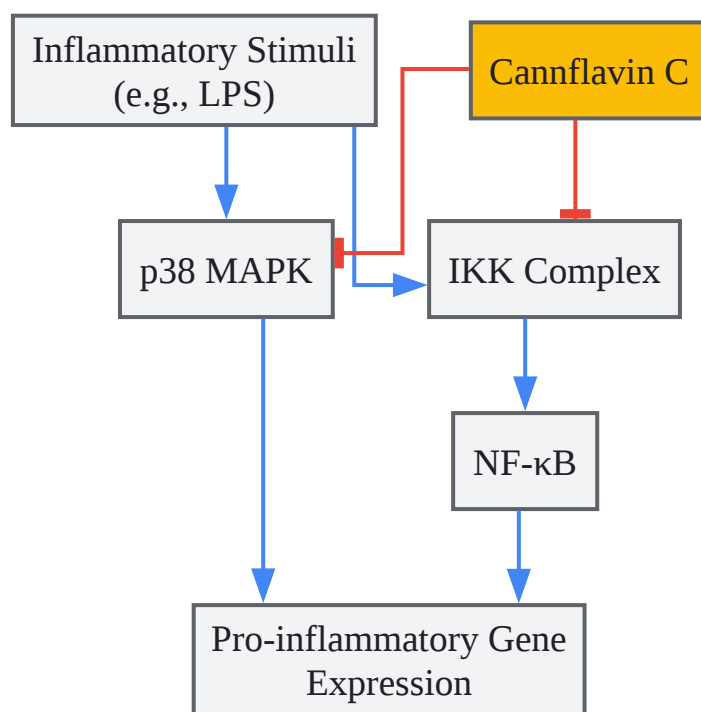 Inflammatory Stimuli
(e.g., LPS)
Cannflavin C
p38 MAPK
IKK Complex
NF-κB
Pro-inflammatory Gene
Expression